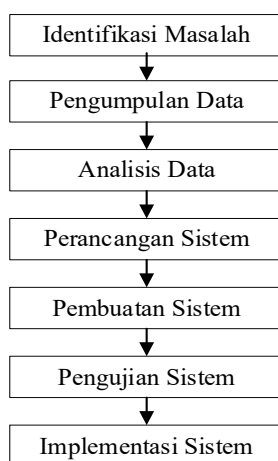 Identifikasi Masalah
Pengumpulan Data
Analisis Data
Perancangan Sistem
Pembuatan Sistem
Pengujian Sistem
Implementasi Sistem